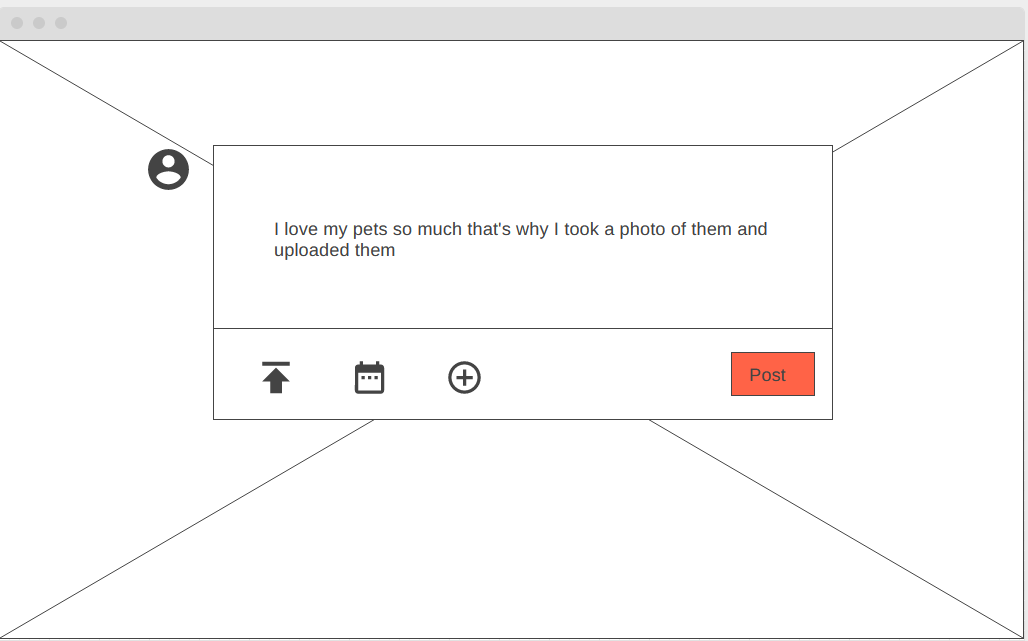 I love my pets so much that's why I took a photo of them and
uploaded them
Post